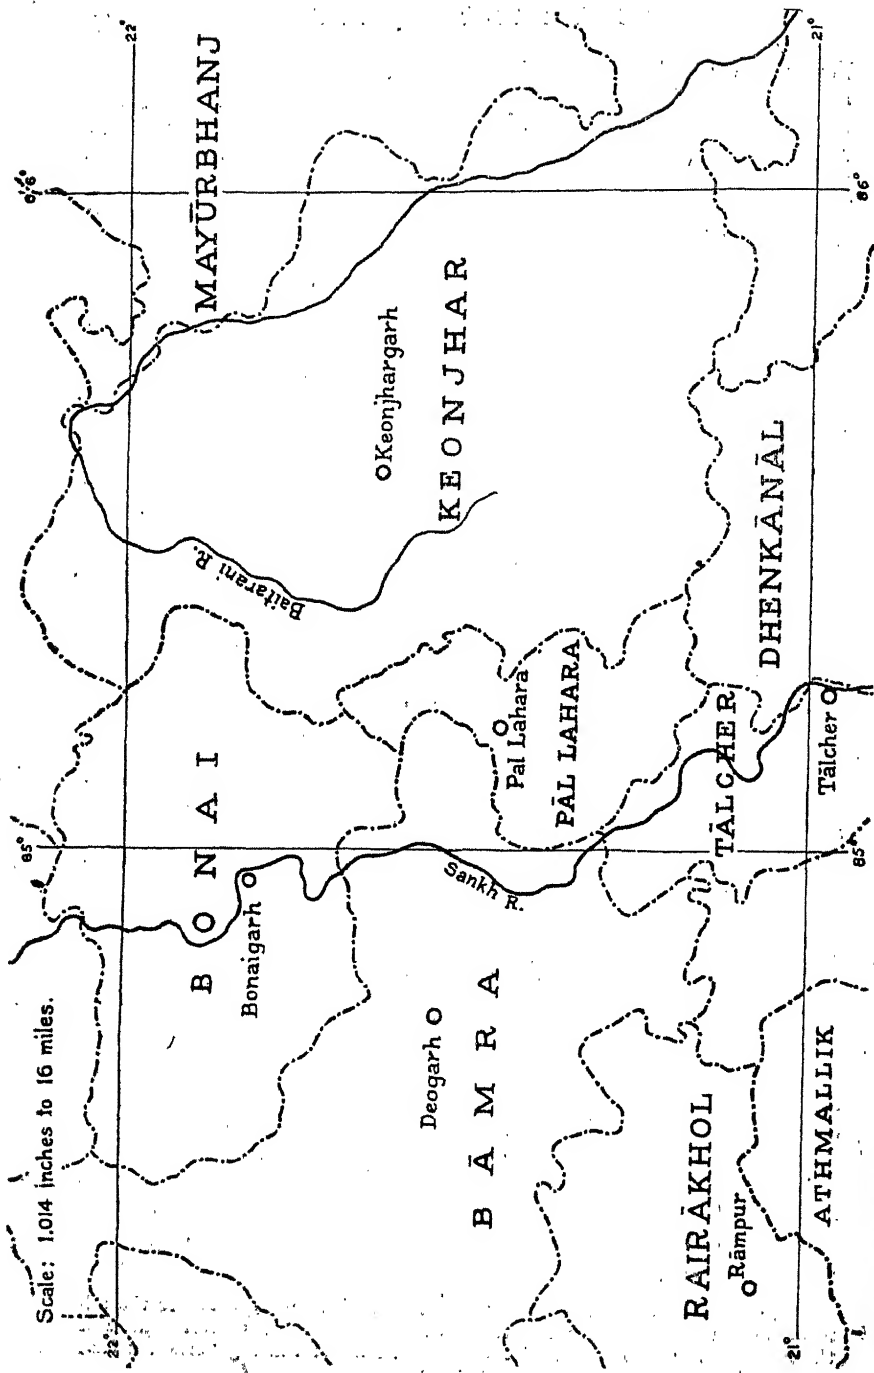 Scale: 1.014 inches to 16 miles.
22°
85°
86°
22°
MAYŪRBHANJ
BONAI
Bonaigarh
Baitarani R.
Keonjhargarh
KEONJHAR
Deogarh
BĀMRA
Sankh R.
Pal Lahara
PĀL LAHARA
RAIRĀKHOL
Rāmpur
TĀLCHER
DHENKĀNĀL
ATHMALLIK
Tālcher
21°
85°
86°
21°